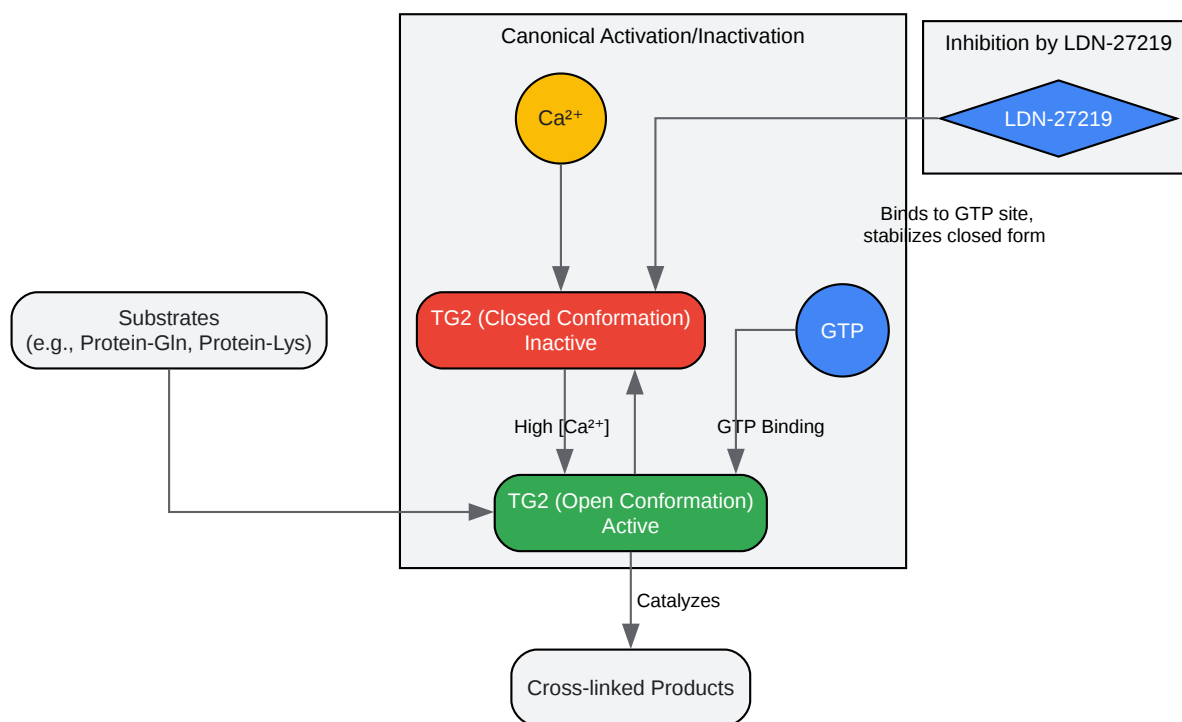 Canonical Activation/Inactivation
Inhibition by LDN-27219
Ca²⁺
LDN-27219
Binds to GTP site,
stabilizes closed form
Substrates
(e.g., Protein-Gln, Protein-Lys)
TG2 (Closed Conformation)
Inactive
GTP
High [Ca²⁺]
GTP Binding
TG2 (Open Conformation)
Active
Catalyzes
Cross-linked Products